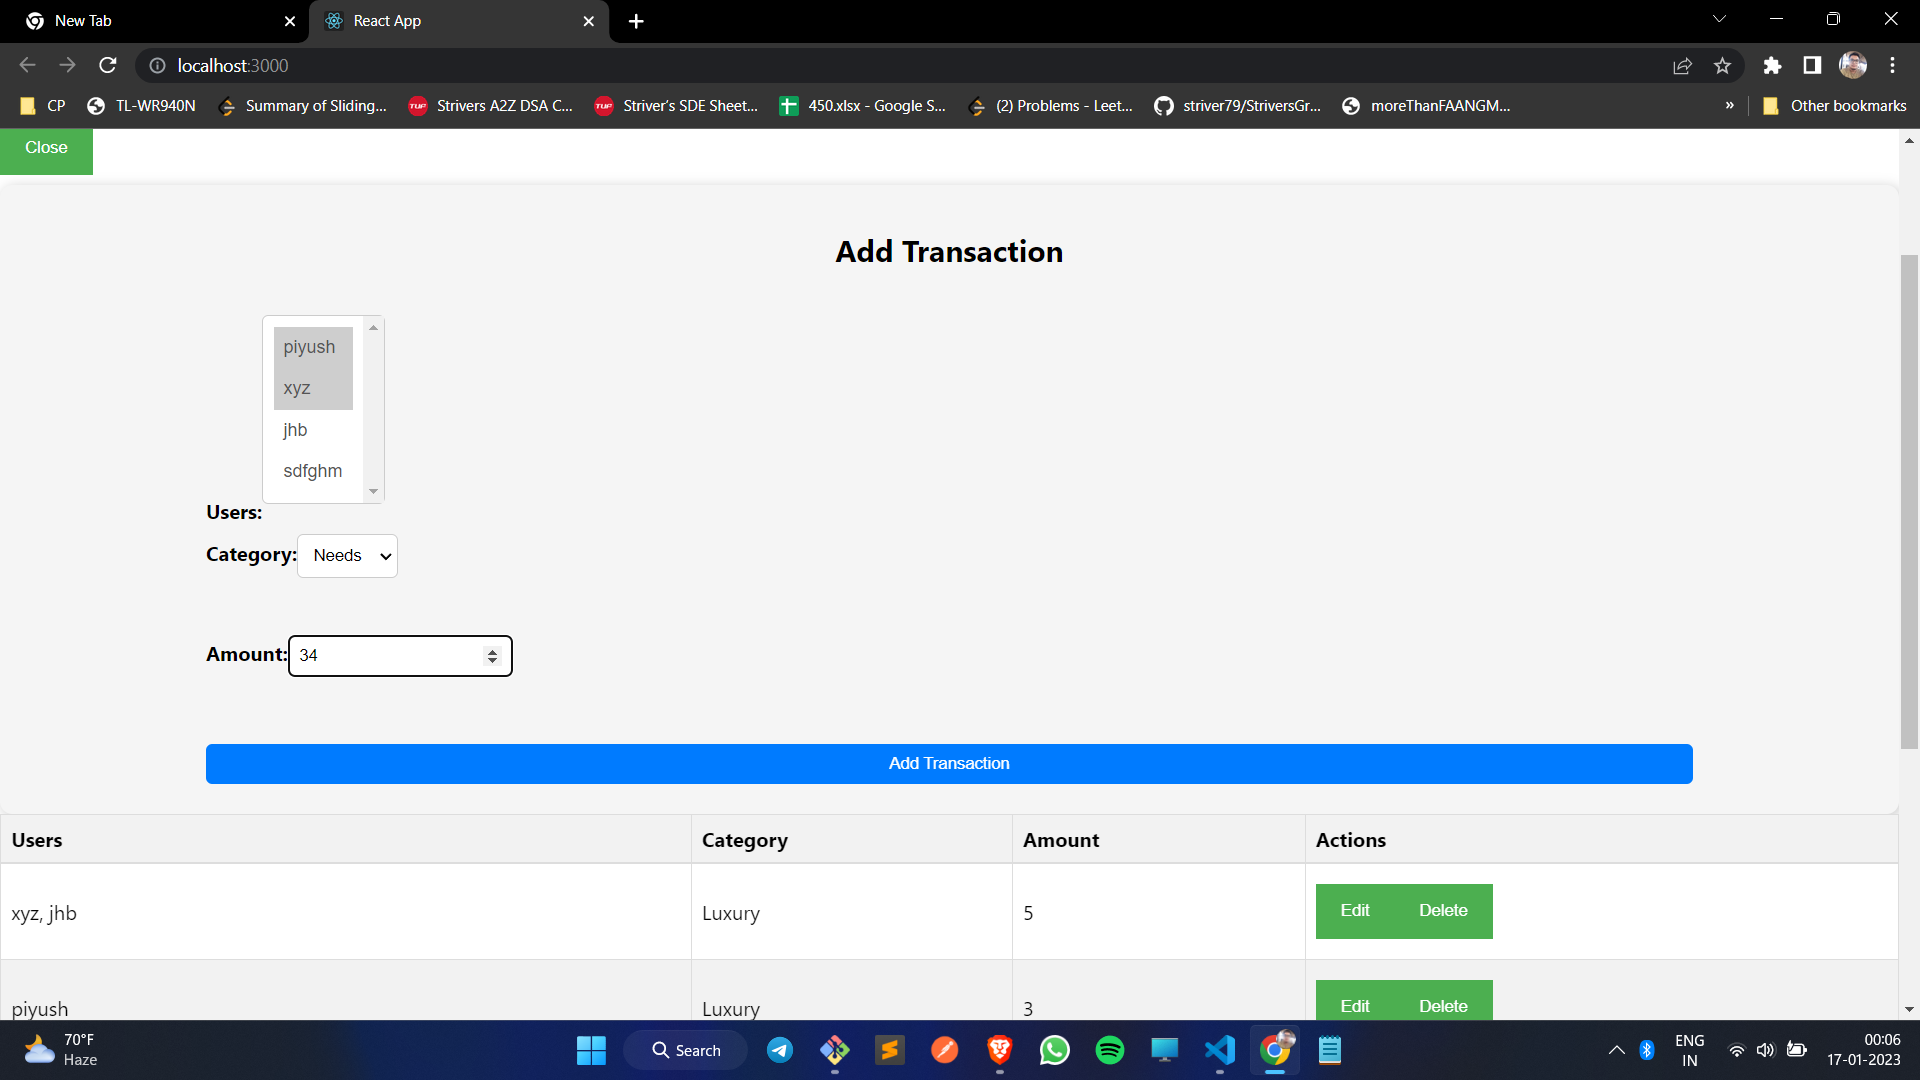 New Tab
React App
localhost:3000
CP
TL-WR940N
Summary of Sliding...
TUF
Strivers A2Z DSA C...
TUF
Striver's SDE Sheet...
450.xlsx - Google S...
(2) Problems - Leet...
striver79/StriversGr...
moreThanFAANGM...
»
Other bookmarks
Close
Add Transaction
piyush
xyz
jhb
sdfghm
Users:
Category: Needs
Amount: 34
Add Transaction
Users Category Amount Actions
xyz, jhb Luxury 5 Edit Delete
piyush Luxury 3 Edit Delete
70°F
Haze
Search
ENG
IN
00:06
17-01-2023